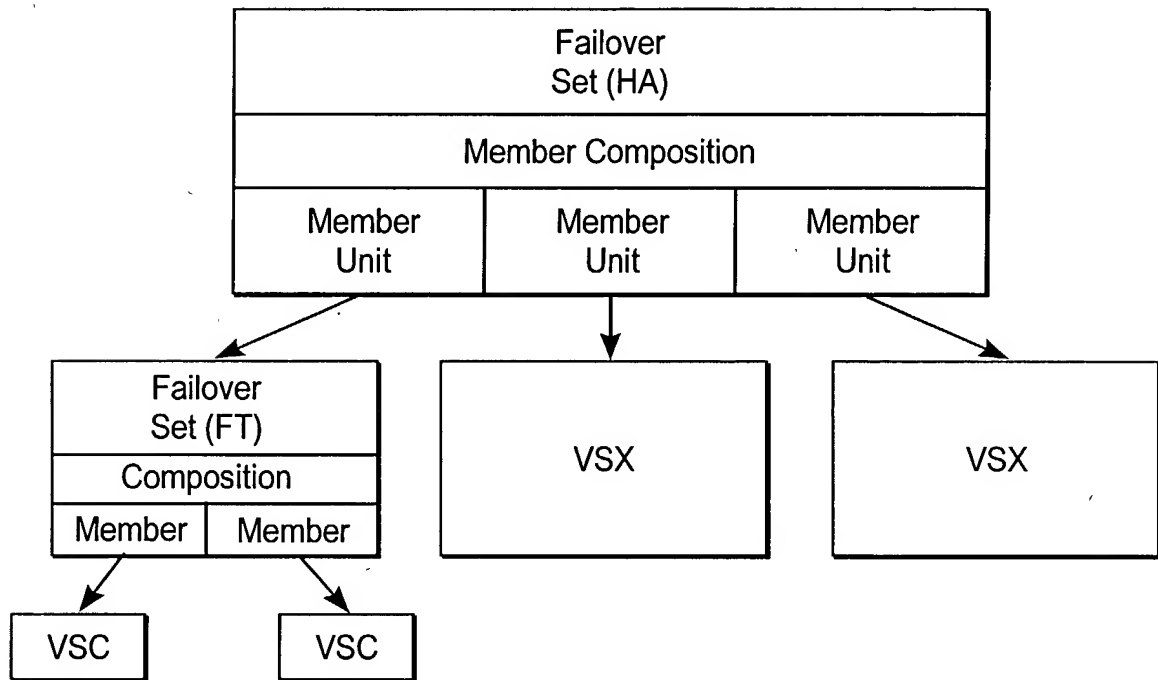 Failover
Set (HA)
Member Composition
Member Unit
Member Unit
Member Unit
Failover
Set (FT)
Composition
Member
Member
VSX
VSX
VSC
VSC